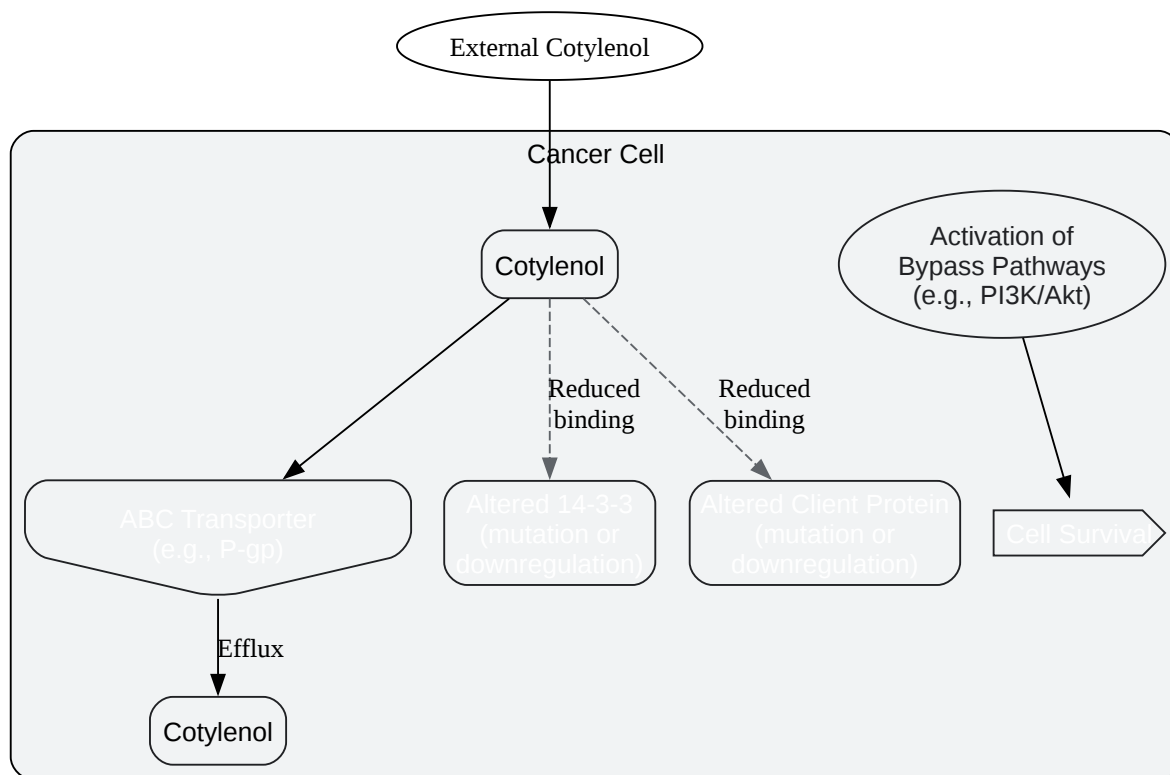 External Cotylenol
Cancer Cell
Cotylenol
Activation of
Bypass Pathways
(e.g., PI3K/Akt)
Reduced
binding
Reduced
binding
ABC Transporter
(e.g., P-gp)
Altered 14-3-3
(mutation or
downregulation)
Altered Client Protein
(mutation or
downregulation)
Cell Survival
Efflux
Cotylenol